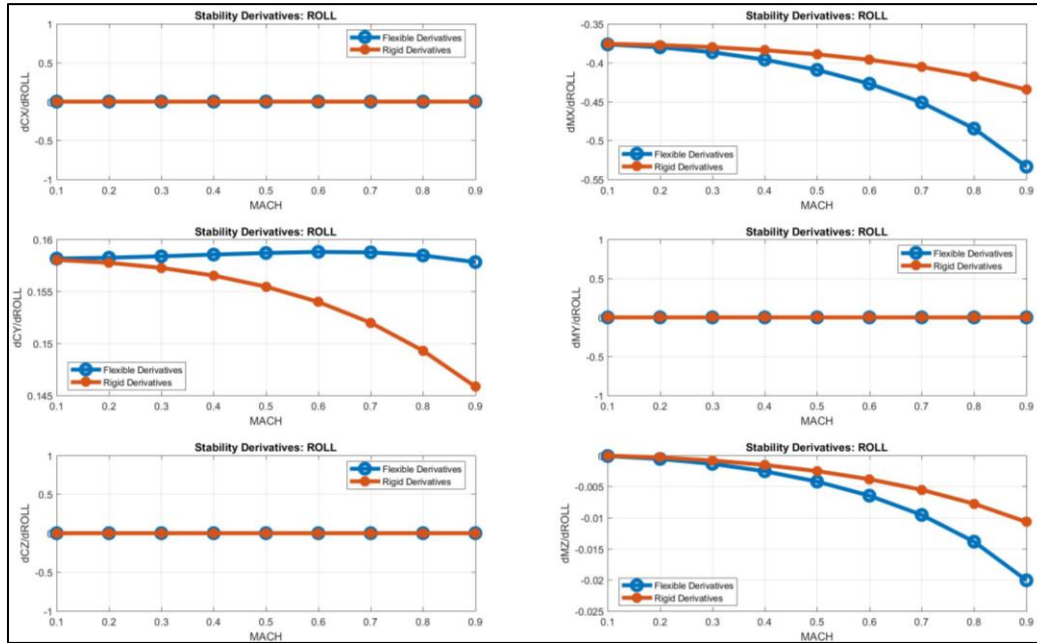 Stability Derivatives: ROLL
1
0.5
0
-0.5
-1
dCX/dROLL
Flexible Derivatives
Rigid Derivatives
0.1 0.2 0.3 0.4 0.5 0.6 0.7 0.8 0.9
MACH
Stability Derivatives: ROLL
-0.35
-0.4
-0.45
-0.5
-0.55
dMX/dROLL
Flexible Derivatives
Rigid Derivatives
0.1 0.2 0.3 0.4 0.5 0.6 0.7 0.8 0.9
MACH
Stability Derivatives: ROLL
0.16
0.155
0.15
0.145
dCY/dROLL
Flexible Derivatives
Rigid Derivatives
0.1 0.2 0.3 0.4 0.5 0.6 0.7 0.8 0.9
MACH
Stability Derivatives: ROLL
1
0.5
0
-0.5
-1
dMY/dROLL
Flexible Derivatives
Rigid Derivatives
0.1 0.2 0.3 0.4 0.5 0.6 0.7 0.8 0.9
MACH
Stability Derivatives: ROLL
1
0.5
0
-0.5
-1
dCZ/dROLL
Flexible Derivatives
Rigid Derivatives
0.1 0.2 0.3 0.4 0.5 0.6 0.7 0.8 0.9
MACH
Stability Derivatives: ROLL
0
-0.005
-0.01
-0.015
-0.02
-0.025
dMZ/dROLL
Flexible Derivatives
Rigid Derivatives
0.1 0.2 0.3 0.4 0.5 0.6 0.7 0.8 0.9
MACH